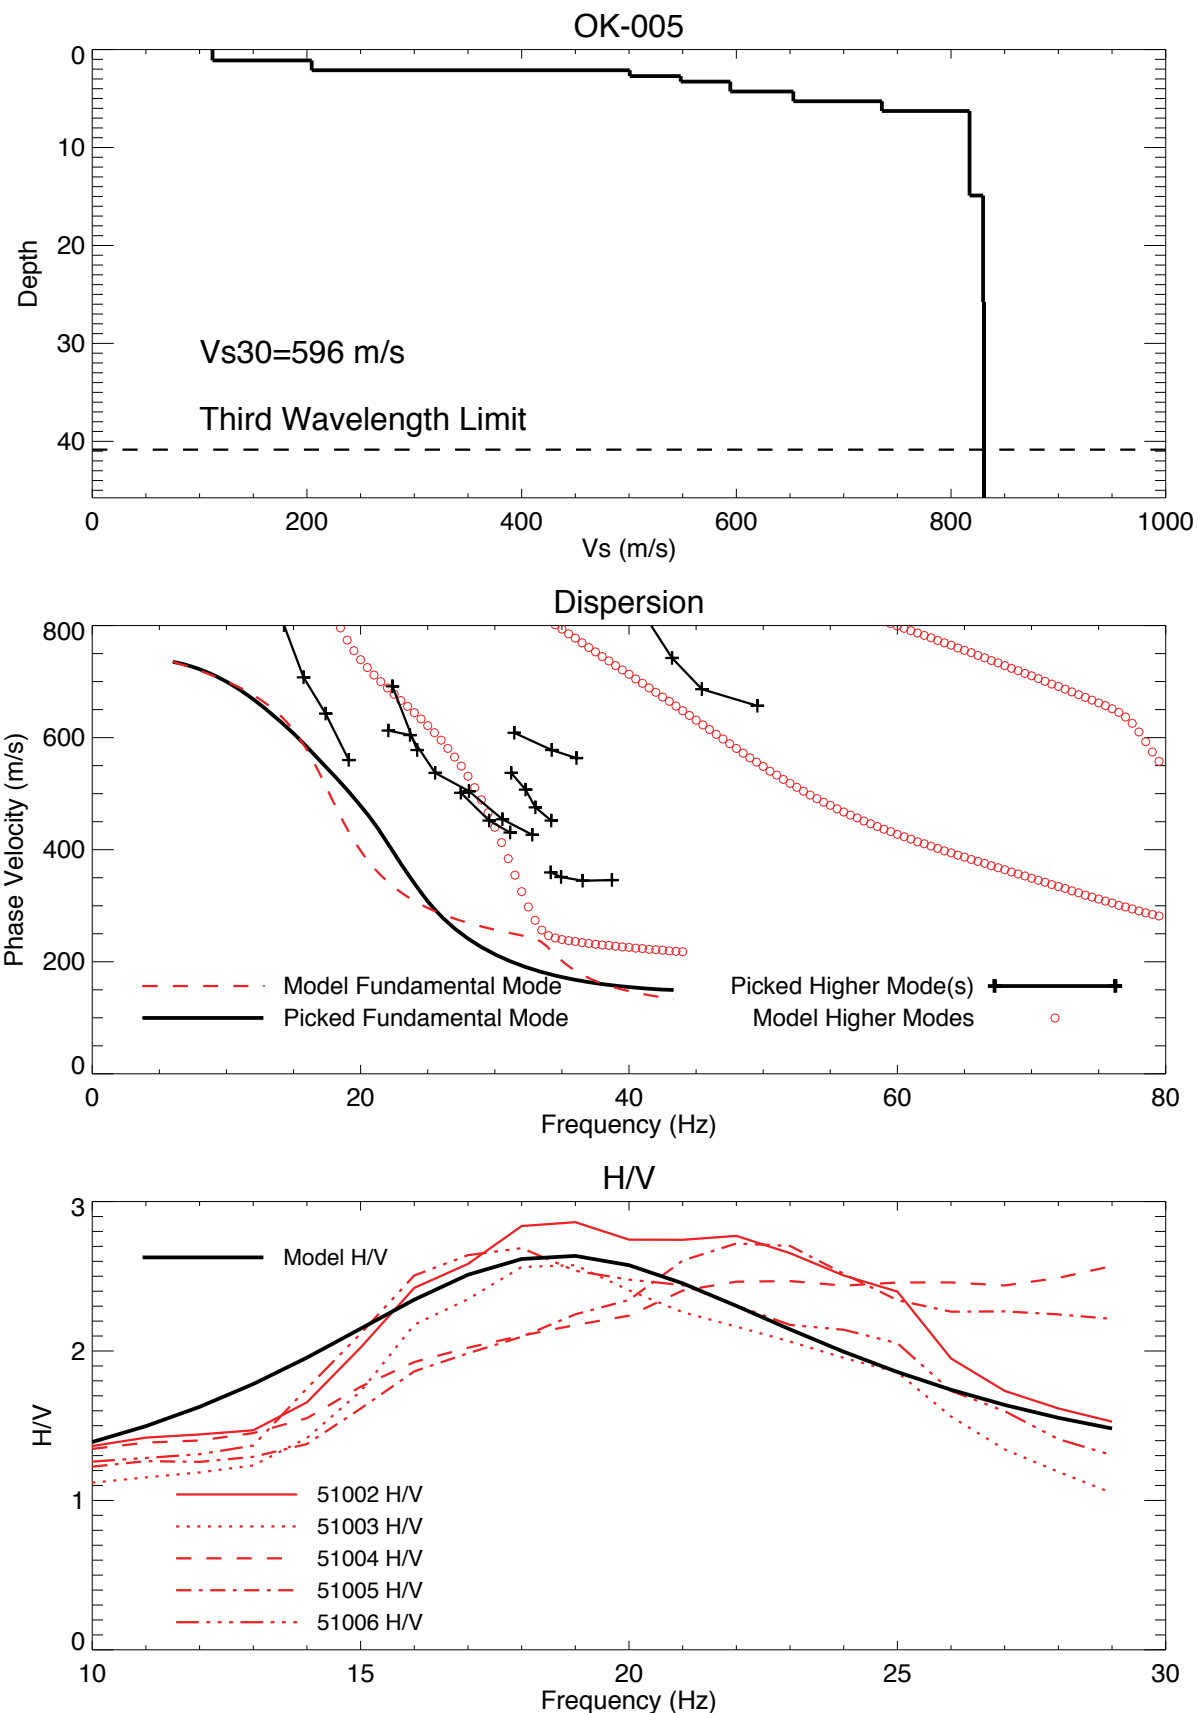 OK-005
0
10
20
30
40
Depth
Vs30=596 m/s
Third Wavelength Limit
0 200 400 600 800 1000
Vs (m/s)
Dispersion
800
600
400
200
0
Phase Velocity (m/s)
Model Fundamental Mode
Picked Fundamental Mode
Picked Higher Mode(s)
Model Higher Modes
0 20 40 60 80
Frequency (Hz)
H/V
3
2
1
0
H/V
Model H/V
51002 H/V
51003 H/V
51004 H/V
51005 H/V
51006 H/V
10 15 20 25 30
Frequency (Hz)